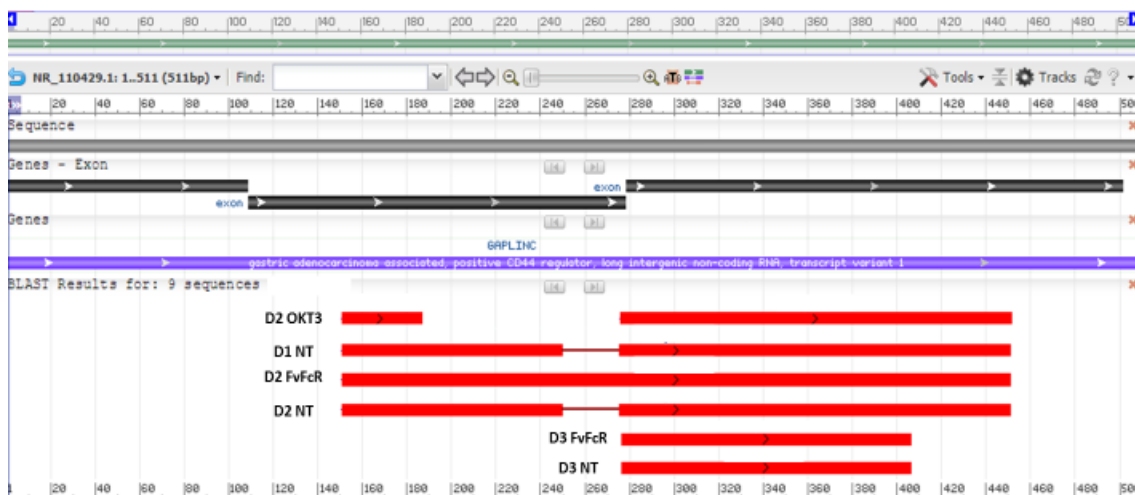 20 40 60 80 100 120 140 160 180 200 220 240 260 280 300 320 340 360 380 400 420 440 460 480
NR_110429.1: 1..511 (511bp) Find: Tools Tracks ?
20 40 60 80 100 120 140 160 180 200 220 240 260 280 300 320 340 360 380 400 420 440 460 480 50
Sequence
Genes - Exon
exon
exon
Genes
GAPLINC
gastric adenocarcinoma associated, positive CD44 regulator, long intergenic non-coding RNA, transcript variant 1
BLAST Results for: 9 sequences
D2 OKT3
D1 NT
D2 FvFcR
D2 NT
D3 FvFcR
D3 NT
1 20 40 60 80 100 120 140 160 180 200 220 240 260 280 300 320 340 360 380 400 420 440 460 480 50